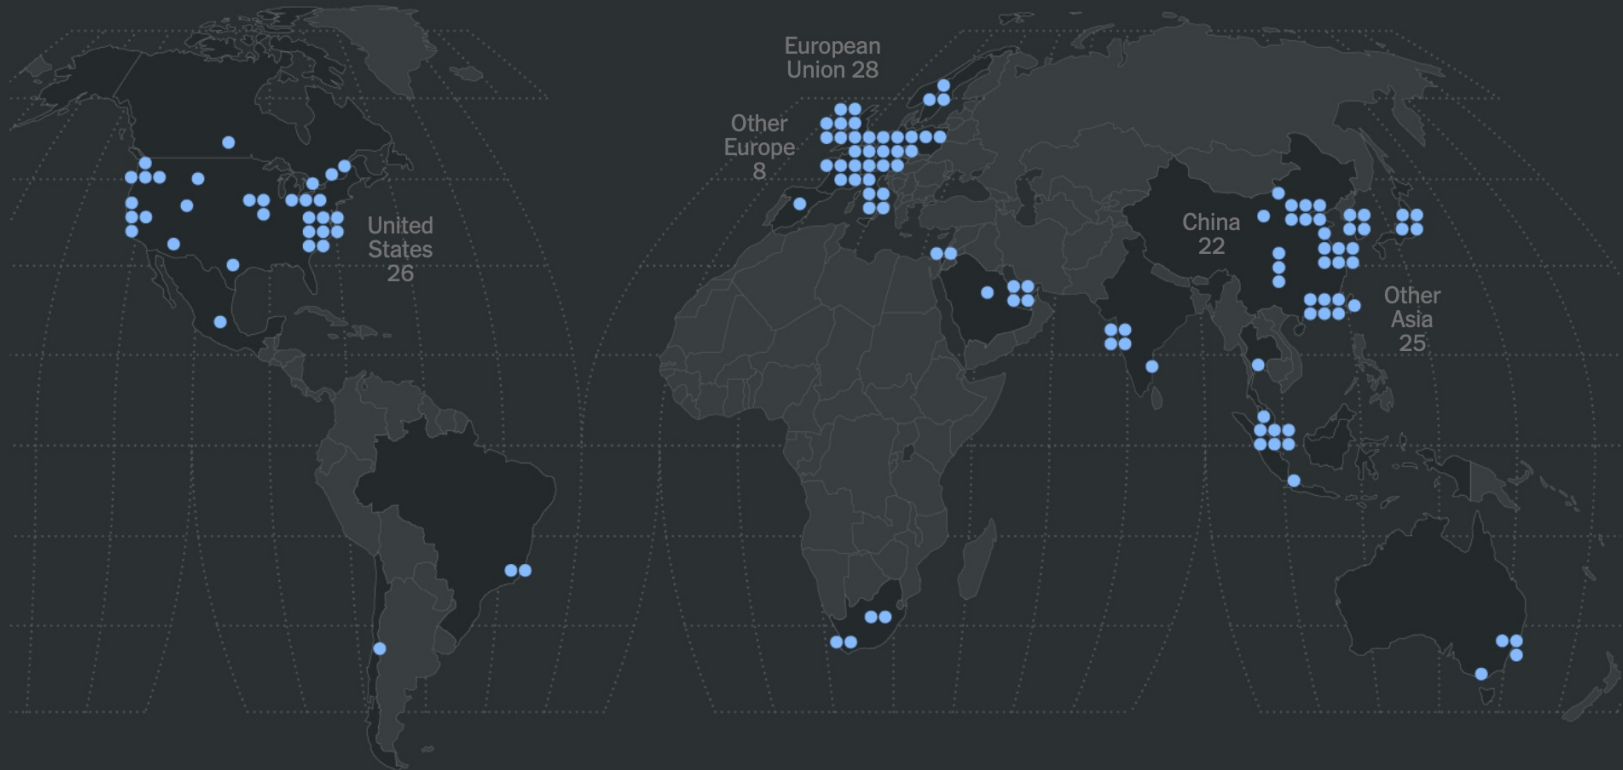 European
Union 28
Other
Europe
8
United
States
26
China
22
Other
Asia
25